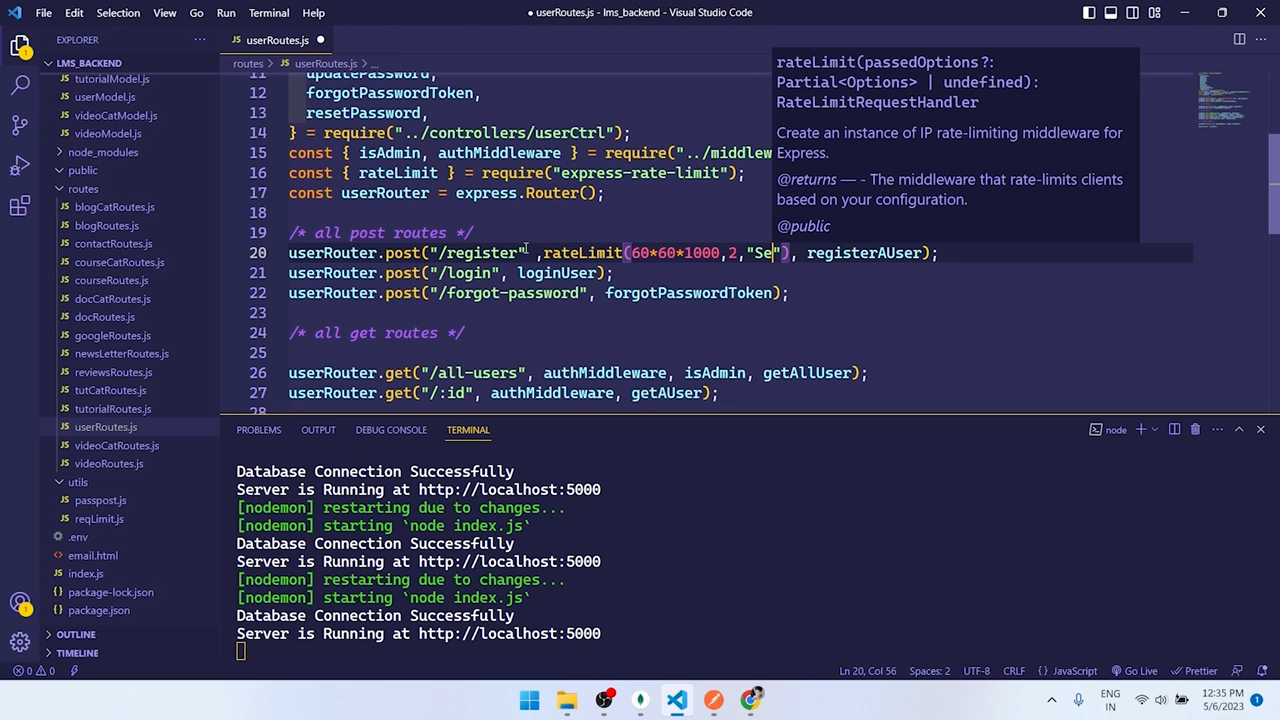 File Edit Selection View Go Run Terminal Help
● userRoutes.js - lms_backend - Visual Studio Code
EXPLORER
LMS_BACKEND
tutorialModel.js
userModel.js
videoCatModel.js
videoModel.js
node_modules
public
routes
blogCatRoutes.js
blogRoutes.js
contactRoutes.js
courseCatRoutes.js
courseRoutes.js
docCatRoutes.js
docRoutes.js
googleRoutes.js
newsLetterRoutes.js
reviewsRoutes.js
tutCatRoutes.js
tutorialRoutes.js
userRoutes.js
videoCatRoutes.js
videoRoutes.js
utils
passpost.js
reqLimit.js
.env
email.html
index.js
package-lock.json
package.json
OUTLINE
TIMELINE
userRoutes.js
routes > userRoutes.js > ...
11 updatePassword,
12 forgotPasswordToken,
13 resetPassword,
14 } = require("../controllers/userCtrl");
15 const { isAdmin, authMiddleware } = require("../middlew
16 const { rateLimit } = require("express-rate-limit");
17 const userRouter = express.Router();
18
19 /* all post routes */
20 userRouter.post("/register" ,rateLimit(60*60*1000,2,"Se"), registerAUser);
21 userRouter.post("/login", loginUser);
22 userRouter.post("/forgot-password", forgotPasswordToken);
23
24 /* all get routes */
25
26 userRouter.get("/all-users", authMiddleware, isAdmin, getAllUser);
27 userRouter.get("/:id", authMiddleware, getAUser);
28
rateLimit(passedOptions?:
Partial<Options> | undefined):
RateLimitRequestHandler
Create an instance of IP rate-limiting middleware for
Express.
@returns — - The middleware that rate-limits clients
based on your configuration.
@public
PROBLEMS OUTPUT DEBUG CONSOLE TERMINAL
node
Database Connection Successfully
Server is Running at http://localhost:5000
[nodemon] restarting due to changes...
[nodemon] starting `node index.js`
Database Connection Successfully
Server is Running at http://localhost:5000
[nodemon] restarting due to changes...
[nodemon] starting `node index.js`
Database Connection Successfully
Server is Running at http://localhost:5000
0 0 Ln 20, Col 56 Spaces: 2 UTF-8 CRLF {} JavaScript Go Live Prettier
ENG
IN
12:35 PM
5/6/2023
1